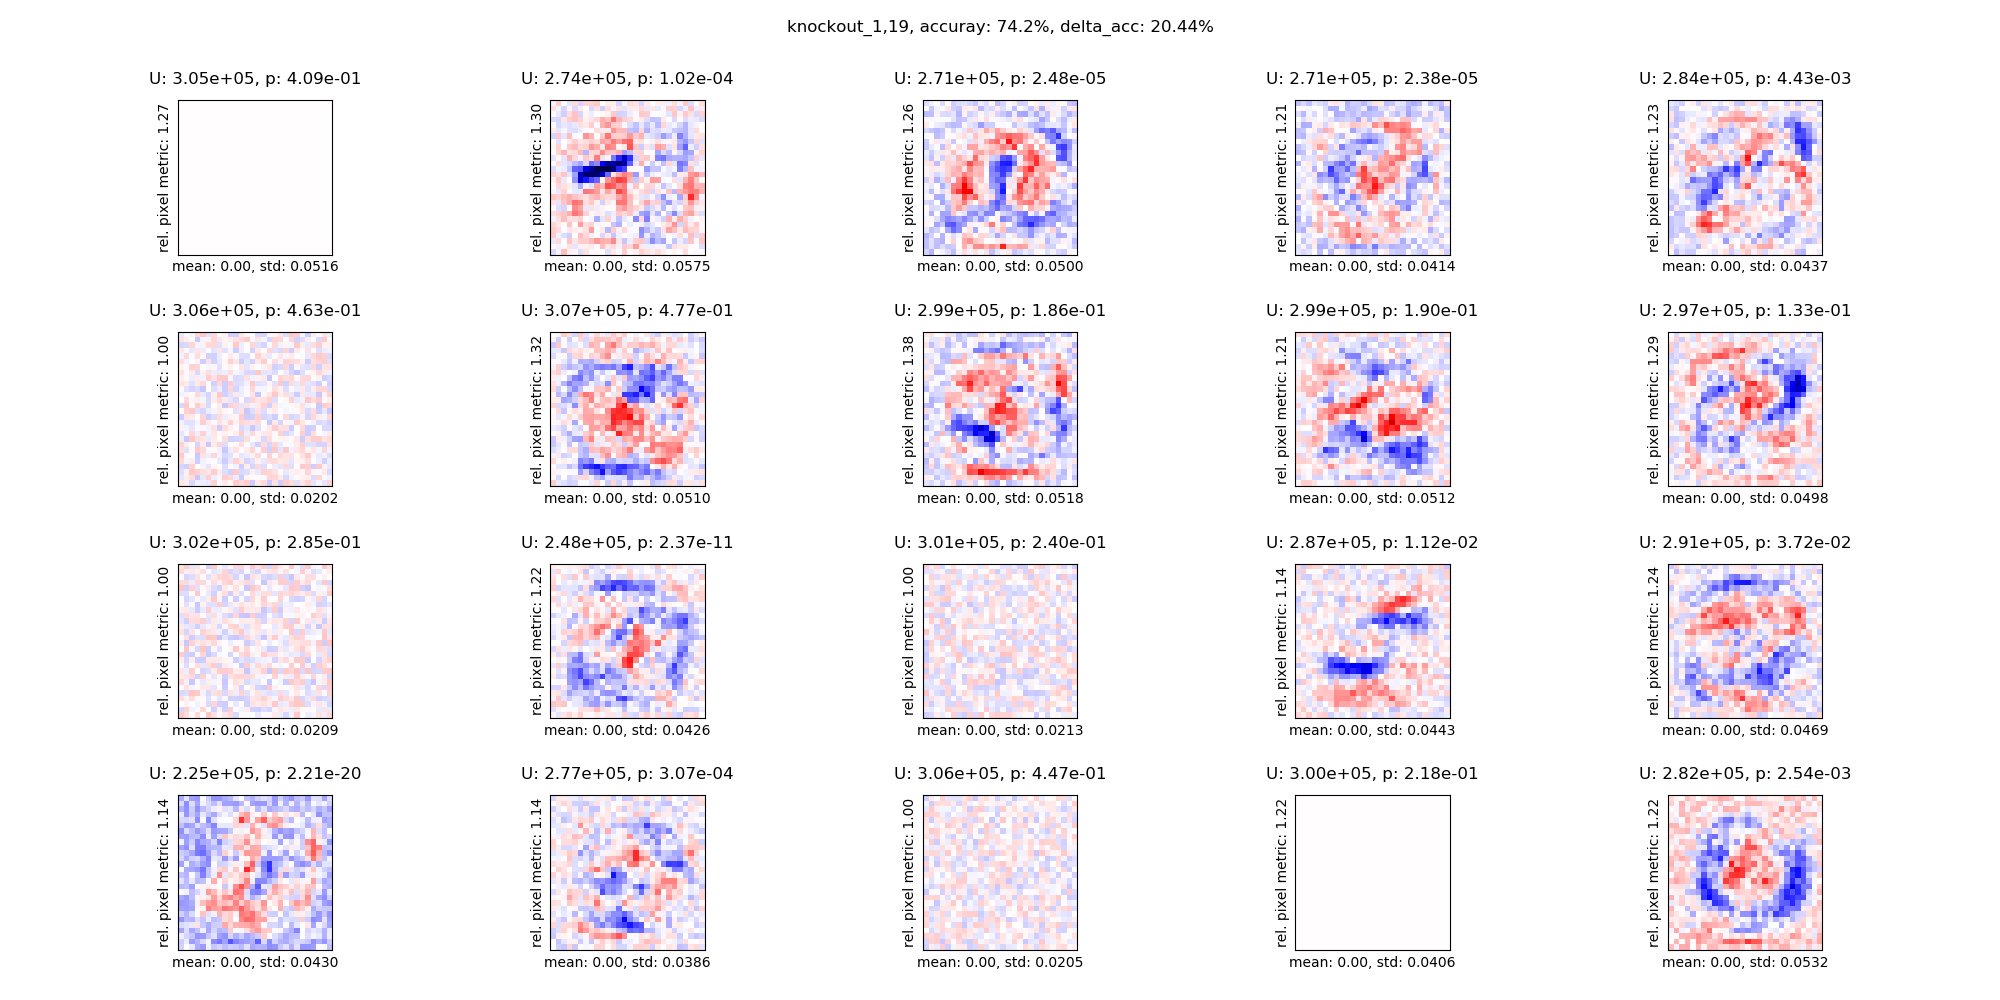 knockout_1,19, accuray: 74.2%, delta_acc: 20.44%
U: 3.05e+05, p: 4.09e-01
rel. pixel metric: 1.27
mean: 0.00, std: 0.0516
U: 2.74e+05, p: 1.02e-04
rel. pixel metric: 1.30
mean: 0.00, std: 0.0575
U: 2.71e+05, p: 2.48e-05
rel. pixel metric: 1.26
mean: 0.00, std: 0.0500
U: 2.71e+05, p: 2.38e-05
rel. pixel metric: 1.21
mean: 0.00, std: 0.0414
U: 2.84e+05, p: 4.43e-03
rel. pixel metric: 1.23
mean: 0.00, std: 0.0437
U: 3.06e+05, p: 4.63e-01
rel. pixel metric: 1.00
mean: 0.00, std: 0.0202
U: 3.07e+05, p: 4.77e-01
rel. pixel metric: 1.32
mean: 0.00, std: 0.0510
U: 2.99e+05, p: 1.86e-01
rel. pixel metric: 1.38
mean: 0.00, std: 0.0518
U: 2.99e+05, p: 1.90e-01
rel. pixel metric: 1.21
mean: 0.00, std: 0.0512
U: 2.97e+05, p: 1.33e-01
rel. pixel metric: 1.29
mean: 0.00, std: 0.0498
U: 3.02e+05, p: 2.85e-01
rel. pixel metric: 1.00
mean: 0.00, std: 0.0209
U: 2.48e+05, p: 2.37e-11
rel. pixel metric: 1.22
mean: 0.00, std: 0.0426
U: 3.01e+05, p: 2.40e-01
rel. pixel metric: 1.00
mean: 0.00, std: 0.0213
U: 2.87e+05, p: 1.12e-02
rel. pixel metric: 1.14
mean: 0.00, std: 0.0443
U: 2.91e+05, p: 3.72e-02
rel. pixel metric: 1.24
mean: 0.00, std: 0.0469
U: 2.25e+05, p: 2.21e-20
rel. pixel metric: 1.14
mean: 0.00, std: 0.0430
U: 2.77e+05, p: 3.07e-04
rel. pixel metric: 1.14
mean: 0.00, std: 0.0386
U: 3.06e+05, p: 4.47e-01
rel. pixel metric: 1.00
mean: 0.00, std: 0.0205
U: 3.00e+05, p: 2.18e-01
rel. pixel metric: 1.22
mean: 0.00, std: 0.0406
U: 2.82e+05, p: 2.54e-03
rel. pixel metric: 1.22
mean: 0.00, std: 0.0532